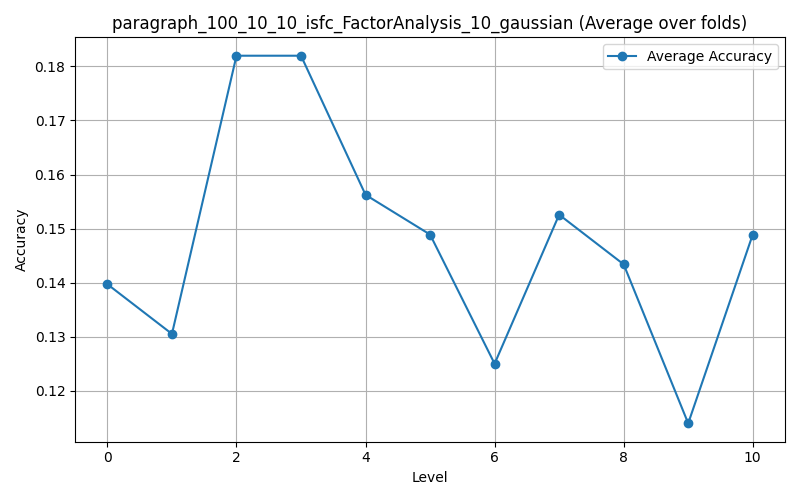 paragraph_100_10_10_isfc_FactorAnalysis_10_gaussian (Average over folds)
Average Accuracy
0.18
0.17
0.16
0.15
0.14
0.13
0.12
Accuracy
0 2 4 6 8 10
Level